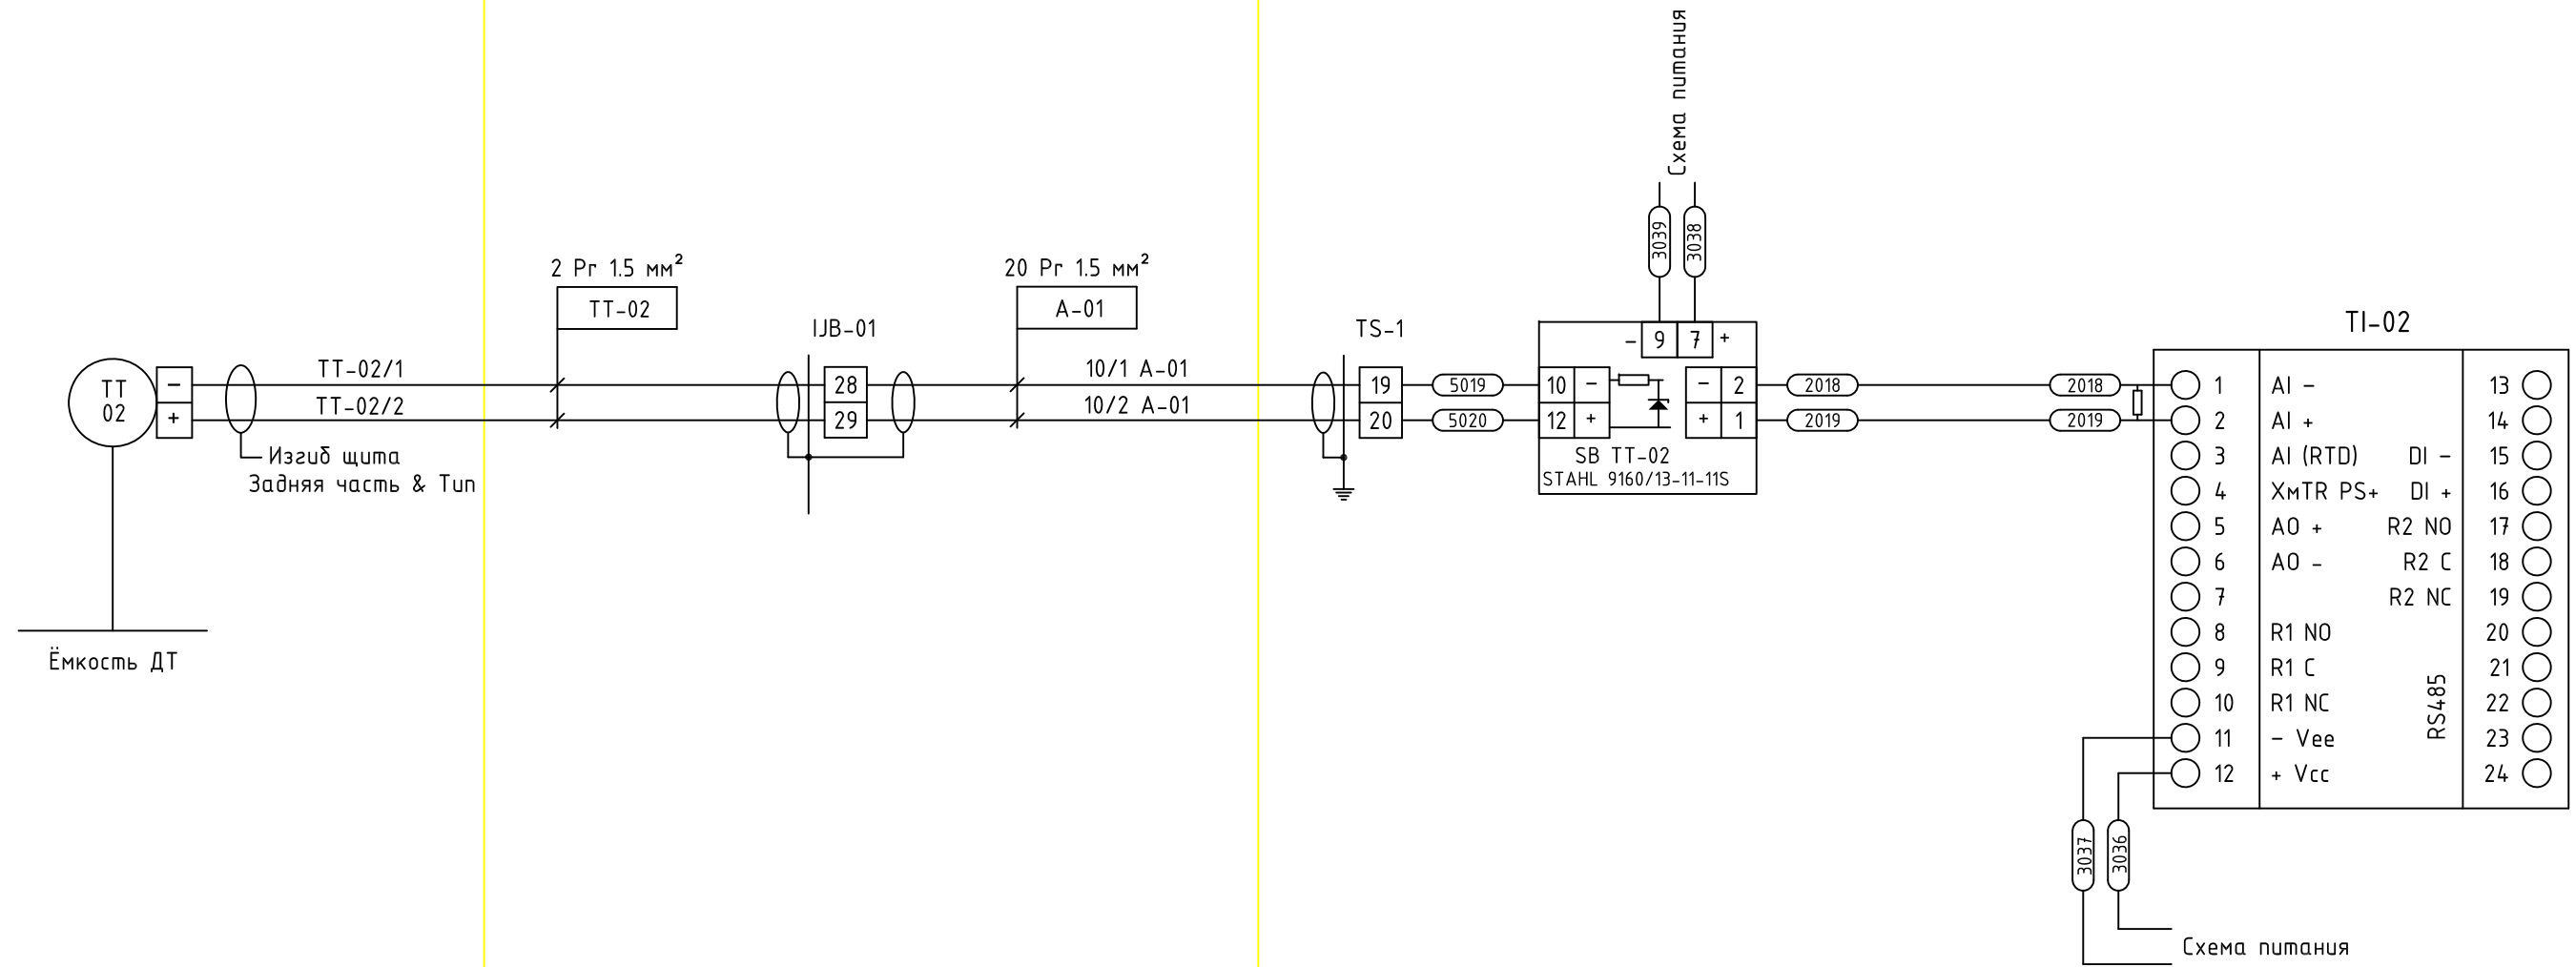 Схема питания
3039
3038
2 Pr 1.5 мм²
TT-02
20 Pr 1.5 мм²
A-01
IJB-01
TS-1
- 9 7 +
TI-02
TT
02
-
+
TT-02/1
TT-02/2
28
29
10/1 A-01
10/2 A-01
19
20
5019
5020
10 - - 2
12 + + 1
SB TT-02
STAHL 9160/13-11-11S
2018
2019
2018
2019
Изгиб щита
Задняя часть & Тип
Ёмкость ДТ
1 AI - 13
2 AI + 14
3 AI (RTD) DI - 15
4 XмTR PS+ DI + 16
5 AO + R2 NO 17
6 AO - R2 C 18
7 R2 NC 19
8 R1 NO 20
9 R1 C 21
10 R1 NC 22
11 - Vee 23
12 + Vcc 24
RS485
3037
3036
Схема питания